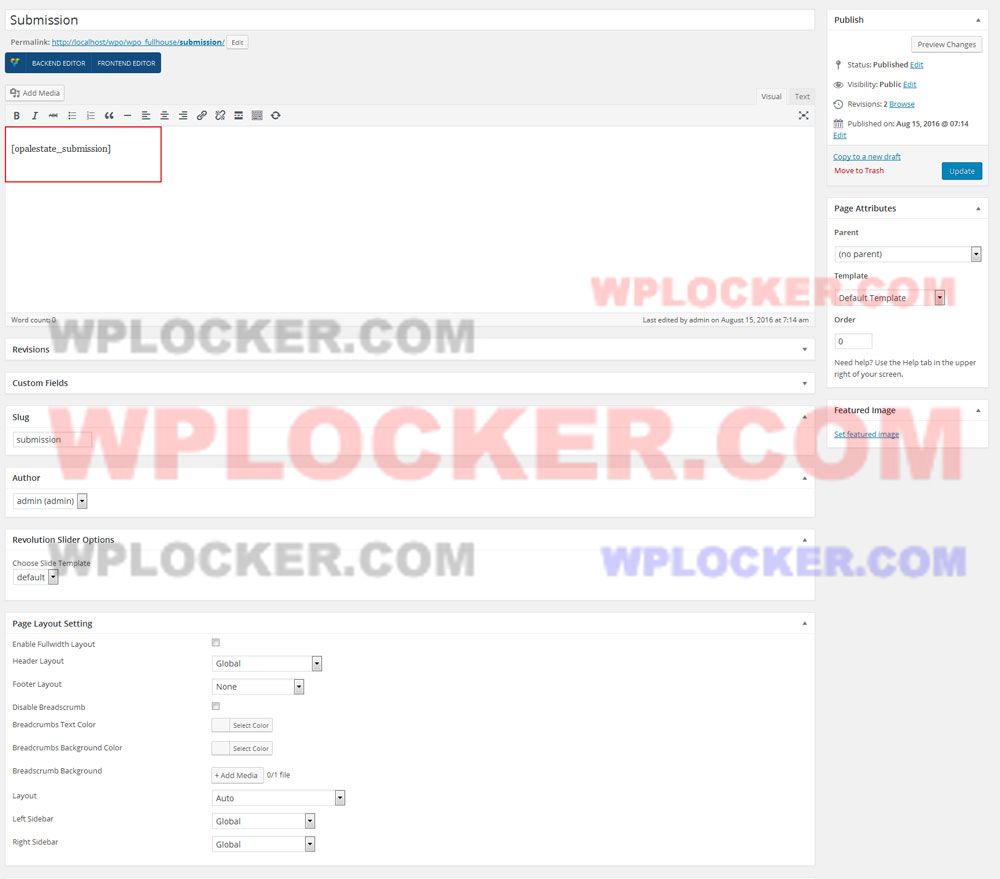 Submission
Permalink: http://localhost/wpo/wpo_fullhouse/submission/ Edit
BACKEND EDITOR FRONTEND EDITOR
Add Media
Visual Text
B I ABC
[opalestate_submission]
Word count: 0
Last edited by admin on August 15, 2016 at 7:14 am
Revisions
Custom Fields
Slug
submission
Author
admin (admin)
Revolution Slider Options
Choose Slide Template
default
Page Layout Setting
Enable Fullwidth Layout
Header Layout Global
Footer Layout None
Disable Breadscrumb
Breadcrumbs Text Color Select Color
Breadcrumbs Background Color Select Color
Breadscrumb Background + Add Media 0/1 file
Layout Auto
Left Sidebar Global
Right Sidebar Global
Publish
Preview Changes
Status: Published Edit
Visibility: Public Edit
Revisions: 2 Browse
Published on: Aug 15, 2016 @ 07:14
Edit
Copy to a new draft
Move to Trash
Update
Page Attributes
Parent
(no parent)
Template
Default Template
Order
0
Need help? Use the Help tab in the upper
right of your screen.
Featured Image
Set featured image
WPLOCKER.COM
WPLOCKER.COM
WPLOCKER.COM
WPLOCKER.COM
WPLOCKER.COM